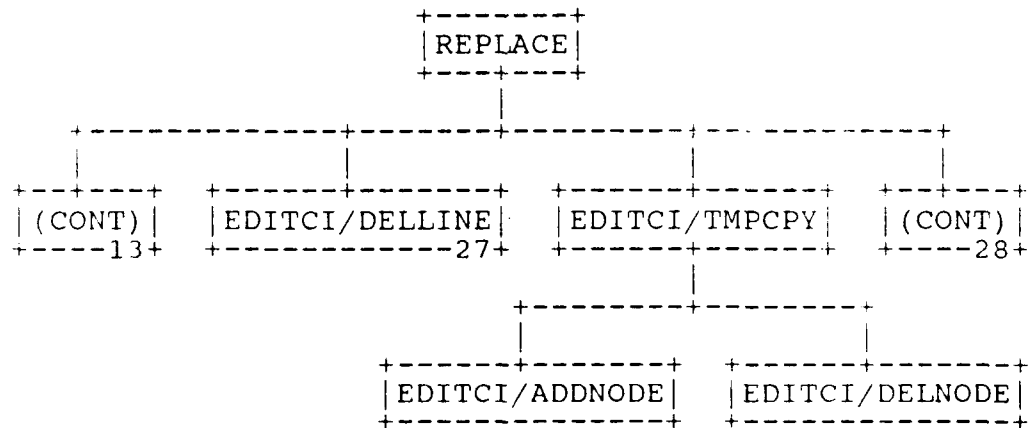 REPLACE
(CONT) EDITCI/DELLINE EDITCI/TMPCPY (CONT)
13 27 28
EDITCI/ADDNODE EDITCI/DELNODE